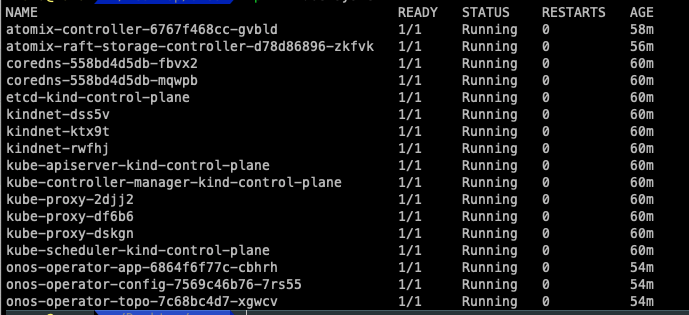 NAME READY STATUS RESTARTS AGE
atomix-controller-6767f468cc-gvbld 1/1 Running 0 58m
atomix-raft-storage-controller-d78d86896-zkfvk 1/1 Running 0 56m
coredns-558bd4d5db-fbvx2 1/1 Running 0 60m
coredns-558bd4d5db-mqwpb 1/1 Running 0 60m
etcd-kind-control-plane 1/1 Running 0 60m
kindnet-dss5v 1/1 Running 0 60m
kindnet-ktx9t 1/1 Running 0 60m
kindnet-rwfhj 1/1 Running 0 60m
kube-apiserver-kind-control-plane 1/1 Running 0 60m
kube-controller-manager-kind-control-plane 1/1 Running 0 60m
kube-proxy-2djj2 1/1 Running 0 60m
kube-proxy-df6b6 1/1 Running 0 60m
kube-proxy-dskgn 1/1 Running 0 60m
kube-scheduler-kind-control-plane 1/1 Running 0 60m
onos-operator-app-6864f6f77c-cbhrh 1/1 Running 0 54m
onos-operator-config-7569c46b76-7rs55 1/1 Running 0 54m
onos-operator-topo-7c68bc4d7-xgwcv 1/1 Running 0 54m